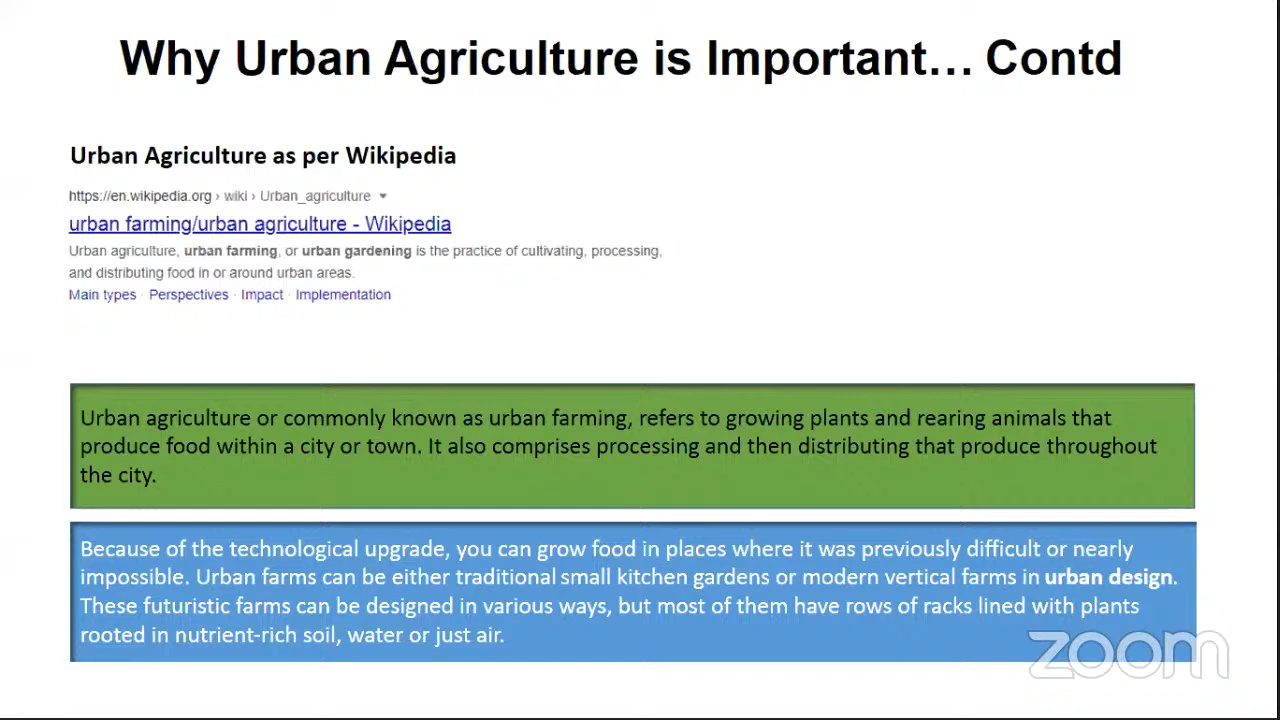 Why Urban Agriculture is Important… Contd
Urban Agriculture as per Wikipedia
https://en.wikipedia.org › wiki › Urban_agriculture
urban farming/urban agriculture - Wikipedia
Urban agriculture, urban farming, or urban gardening is the practice of cultivating, processing,
and distributing food in or around urban areas.
Main types · Perspectives · Impact · Implementation
Urban agriculture or commonly known as urban farming, refers to growing plants and rearing animals that
produce food within a city or town. It also comprises processing and then distributing that produce throughout
the city.
Because of the technological upgrade, you can grow food in places where it was previously difficult or nearly
impossible. Urban farms can be either traditional small kitchen gardens or modern vertical farms in urban design.
These futuristic farms can be designed in various ways, but most of them have rows of racks lined with plants
rooted in nutrient-rich soil, water or just air.
zoom